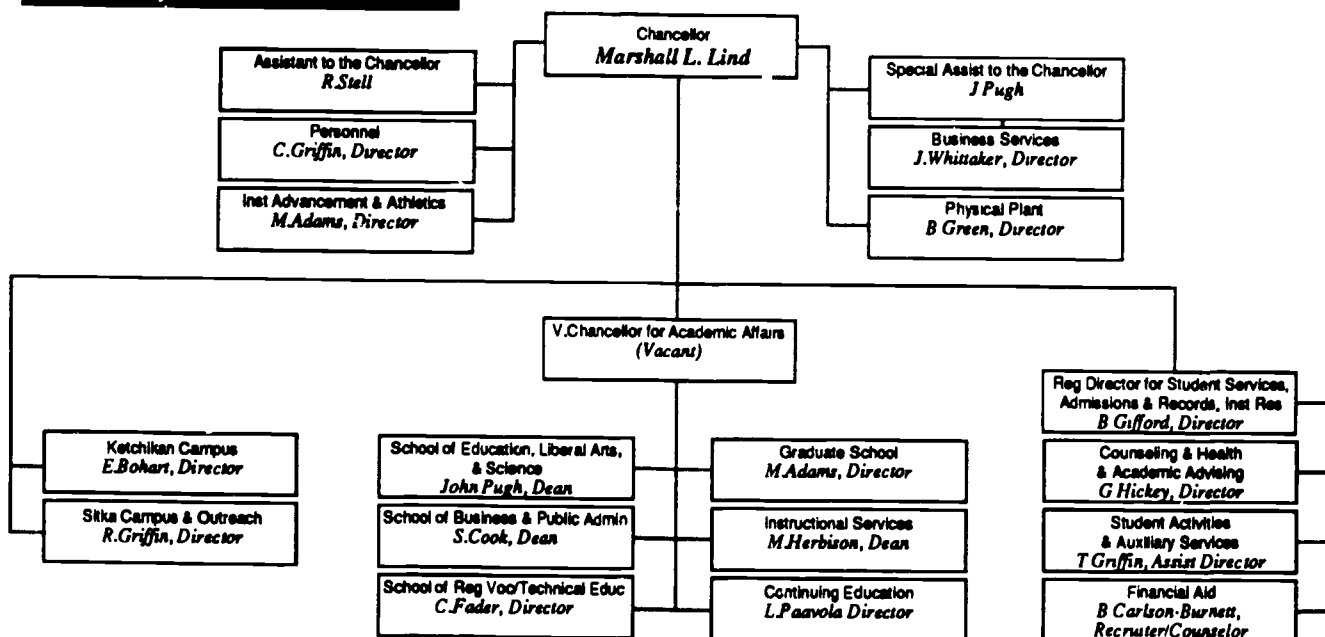 Chancellor
Marshall L. Lind
Assistant to the Chancellor
R.Stell
Personnel
C.Griffin, Director
Inst Advancement & Athletics
M.Adams, Director
Special Assist to the Chancellor
J Pugh
Business Services
J.Whittaker, Director
Physical Plant
B Green, Director
V.Chancellor for Academic Affairs
(Vacant)
Ketchikan Campus
E.Bohart, Director
Sitka Campus & Outreach
R.Griffin, Director
School of Education, Liberal Arts,
& Science
John Pugh, Dean
School of Business & Public Admin
S.Cook, Dean
School of Reg Voc/Technical Educ
C.Fader, Director
Graduate School
M.Adams, Director
Instructional Services
M.Herbison, Dean
Continuing Education
L.Paavola Director
Reg Director for Student Services,
Admissions & Records, Inst Res
B Gifford, Director
Counseling & Health
& Academic Advising
G Hickey, Director
Student Activities
& Auxiliary Services
T Griffin, Assist Director
Financial Aid
B Carlson-Burnett,
Recruiter/Counselor